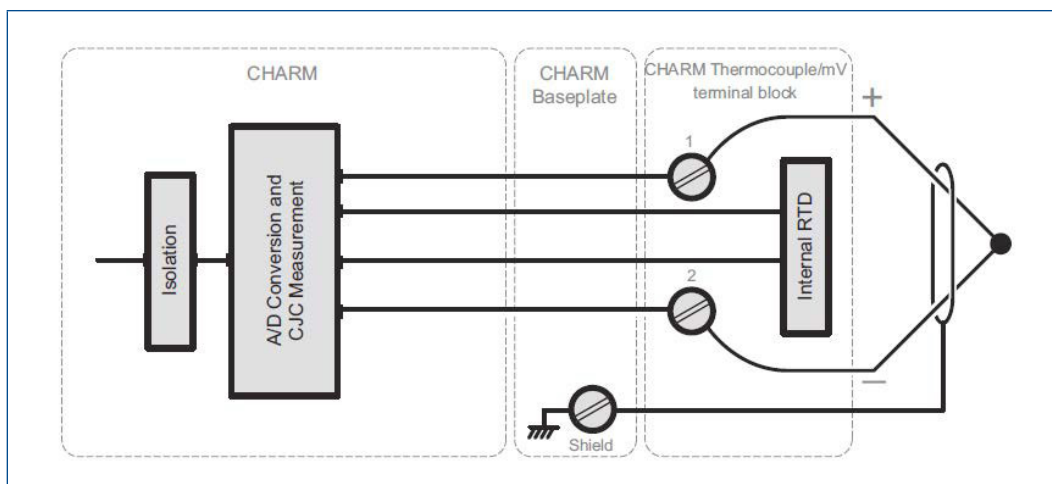 CHARM
CHARM
Baseplate
CHARM Thermocouple/mV
terminal block
+
1
Isolation
A/D Conversion and
CJC Measurement
Internal RTD
2
—
Shield